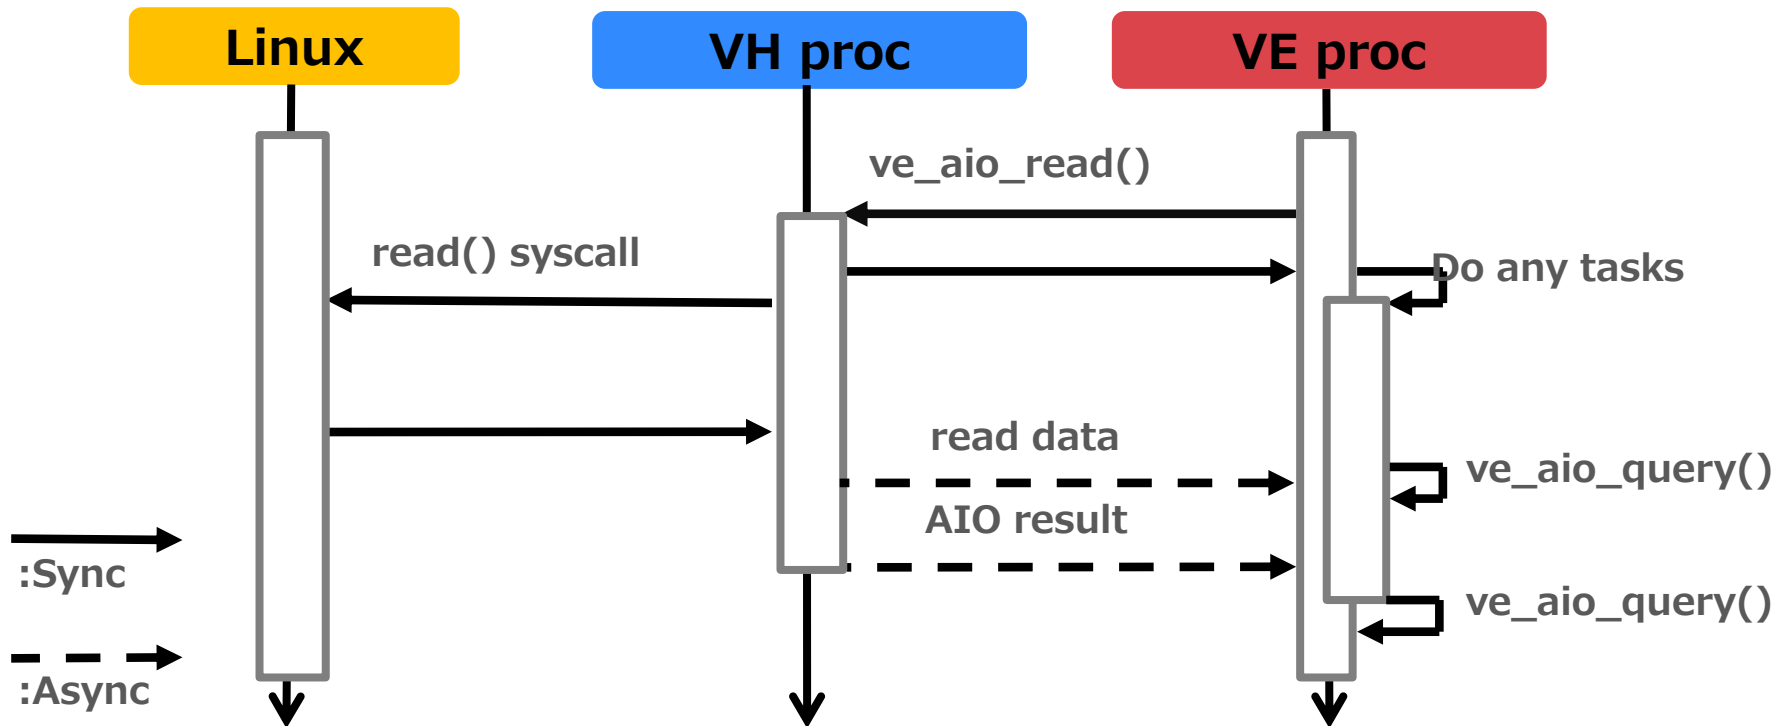 Linux
VH proc
VE proc
ve_aio_read()
read() syscall
Do any tasks
read data
ve_aio_query()
AIO result
:Sync
ve_aio_query()
:Async